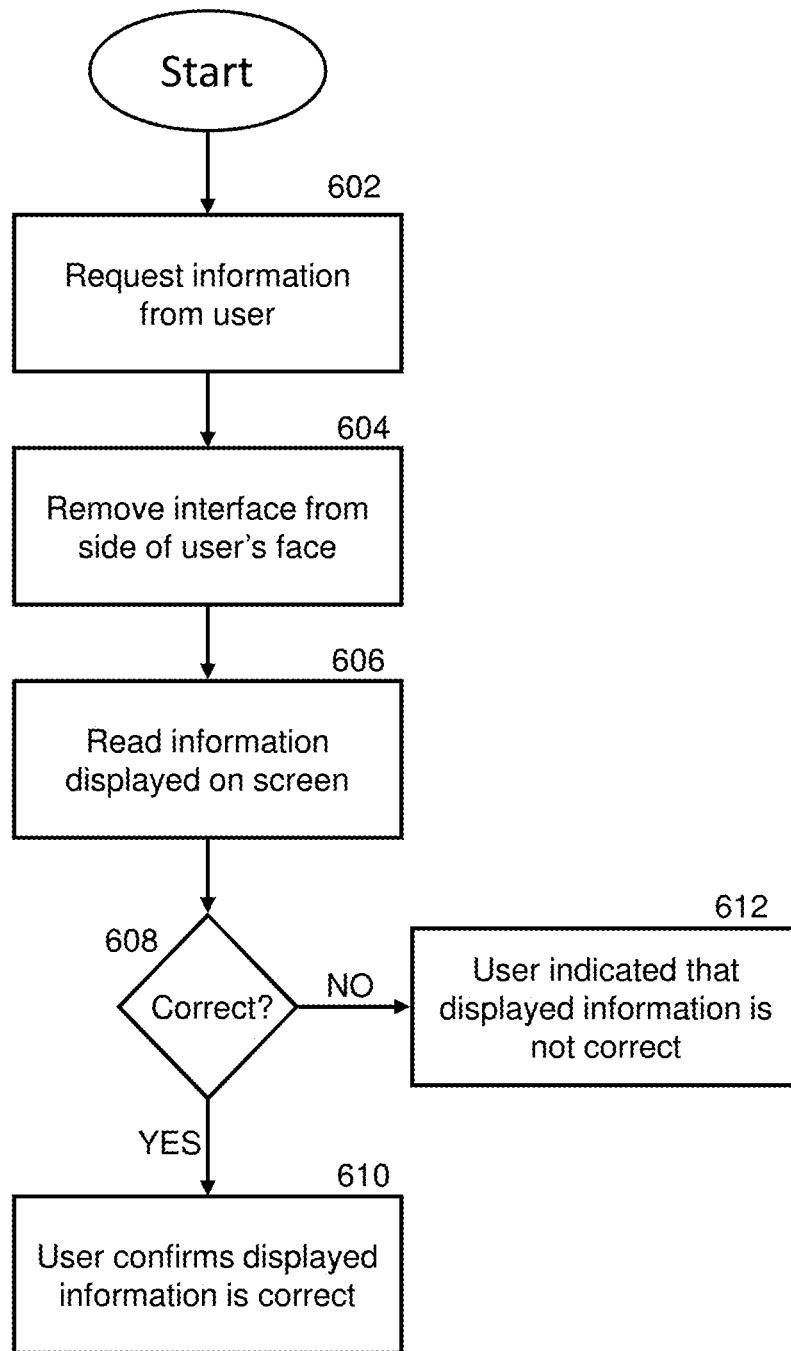 Start
602
Request information
from user
604
Remove interface from
side of user's face
606
Read information
displayed on screen
608
Correct?
NO
612
User indicated that
displayed information is
not correct
YES
610
User confirms displayed
information is correct